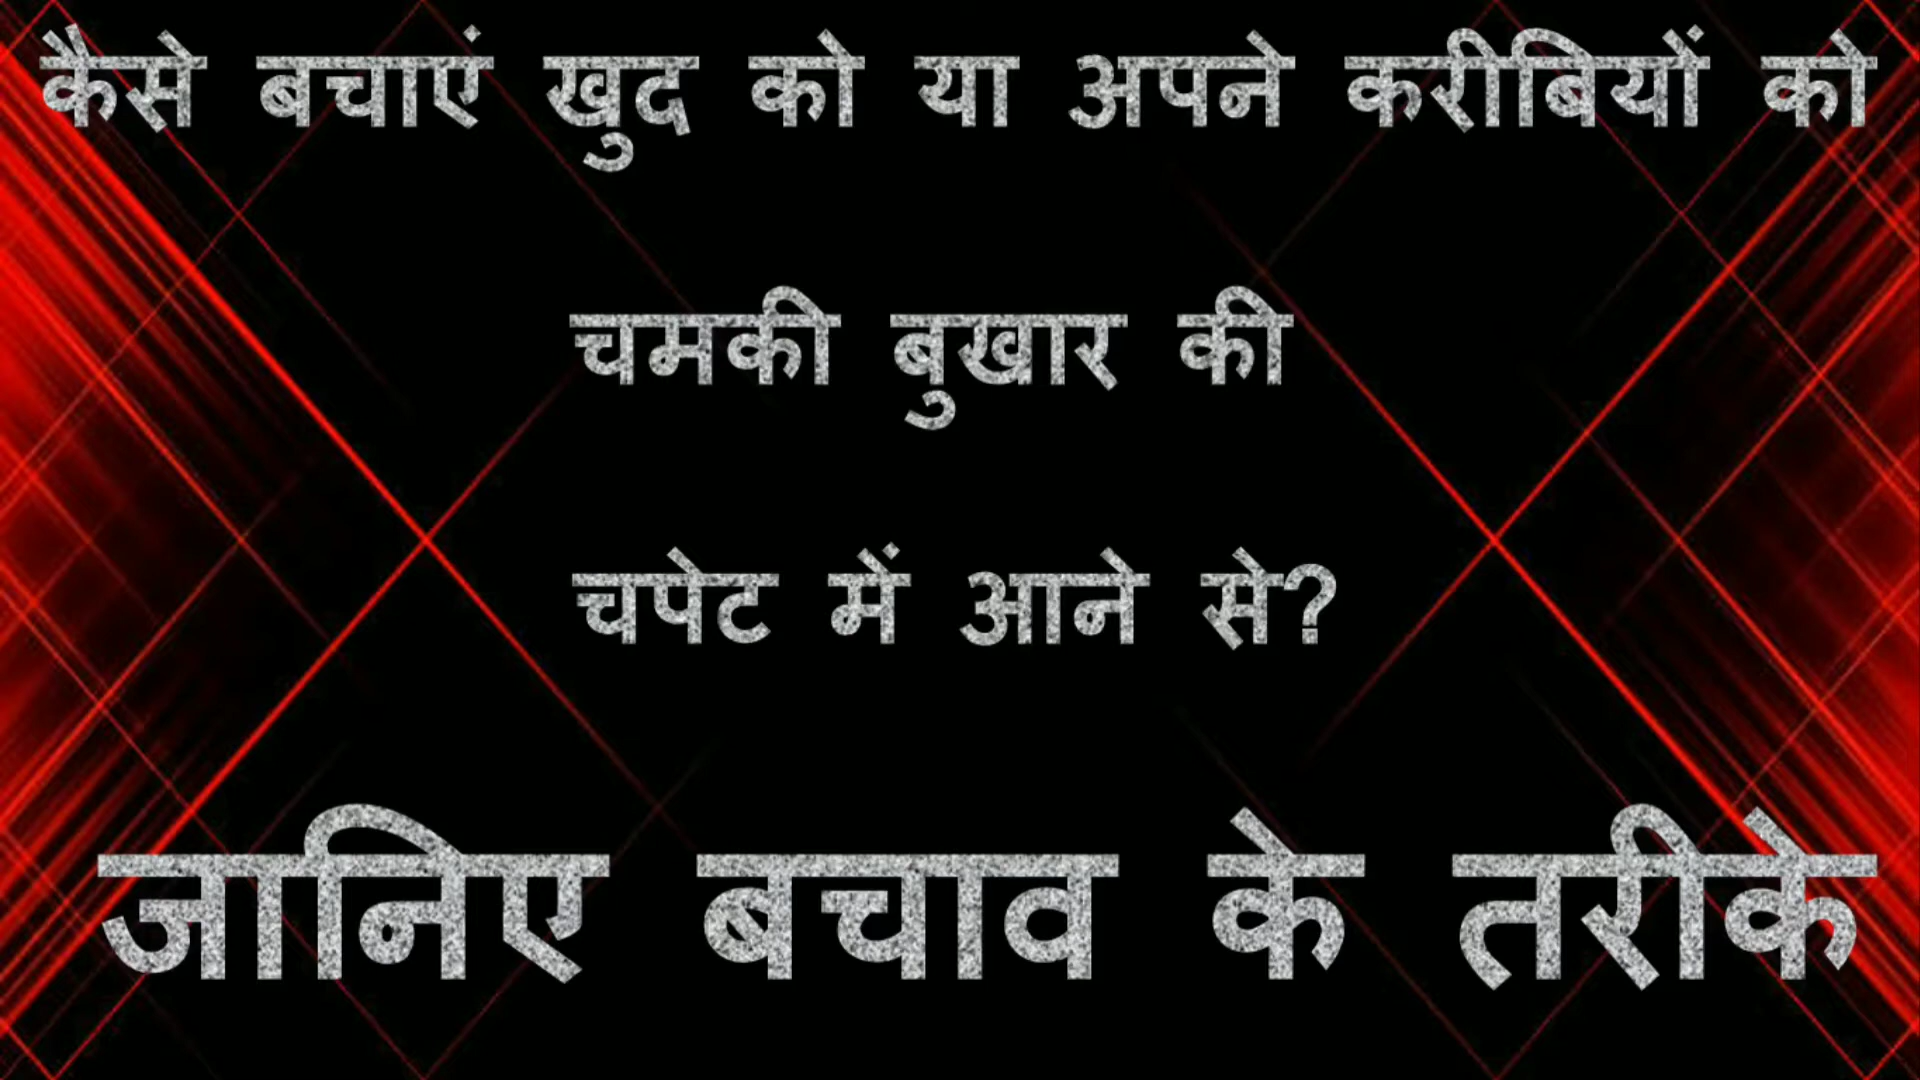 कैसे बचाएं खुद को या अपने करीबियों को
चमकी बुखार की
चपेट में आने से?
जानिए बचाव के तरीके